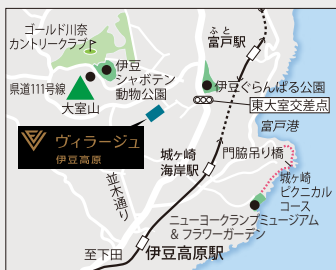 ゴールド川奈
カントリークラブ
伊豆
シャボテン
動物公園
県道111号線
大室山
ふと
富戸駅
伊豆ぐらんぱる公園
東大室交差点
富戸港
ヴィラージュ
伊豆高原
城ヶ崎
海岸駅
門脇吊り橋
城ヶ崎
ピクニカル
コース
並木通り
ニューヨークランプミュージアム
&フラワーガーデン
至下田
伊豆高原駅